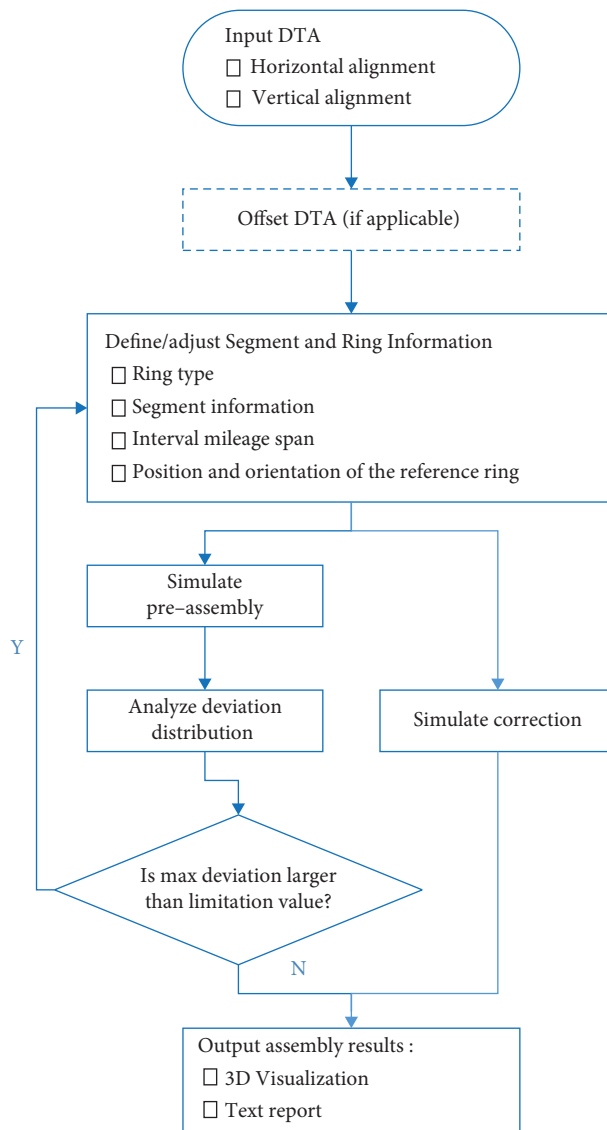 Input DTA
□ Horizontal alignment
□ Vertical alignment
Offset DTA (if applicable)
Define/adjust Segment and Ring Information
□ Ring type
□ Segment information
□ Interval mileage span
□ Position and orientation of the reference ring
Simulate
pre–assembly
Y
Analyze deviation
distribution
Simulate correction
Is max deviation larger
than limitation value?
N
Output assembly results :
□ 3D Visualization
□ Text report